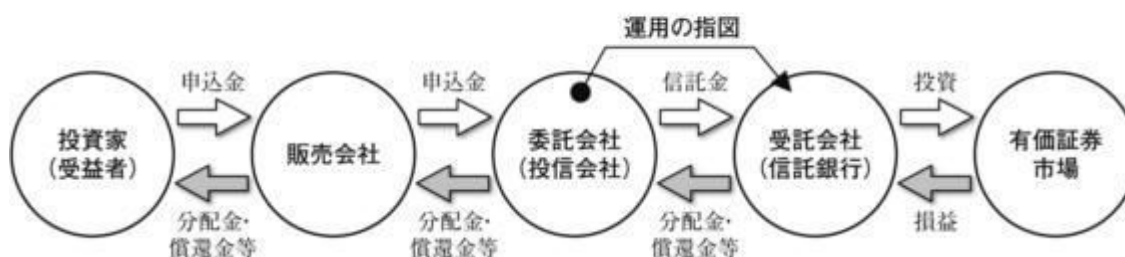 運用の指図
申込金
申込金
信託金
投資
投資家
(受益者)
販売会社
委託会社
(投信会社)
受託会社
(信託銀行)
有価証券
市場
分配金・
償還金等
分配金・
償還金等
分配金・
償還金等
損益